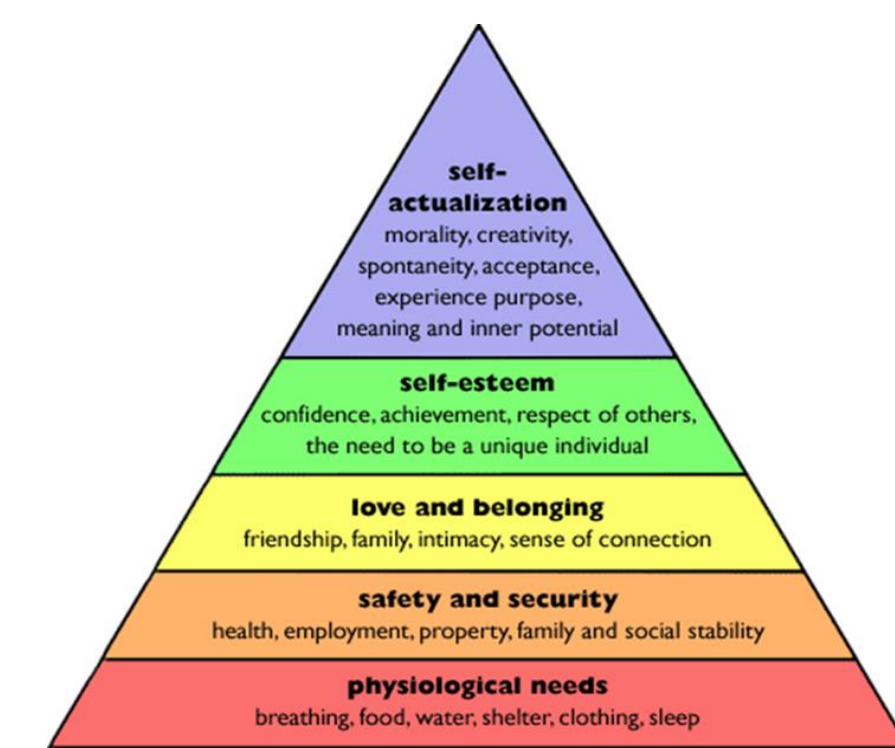 self-
actualization
morality, creativity,
spontaneity, acceptance,
experience purpose,
meaning and inner potential
self-esteem
confidence, achievement, respect of others,
the need to be a unique individual
love and belonging
friendship, family, intimacy, sense of connection
safety and security
health, employment, property, family and social stability
physiological needs
breathing, food, water, shelter, clothing, sleep